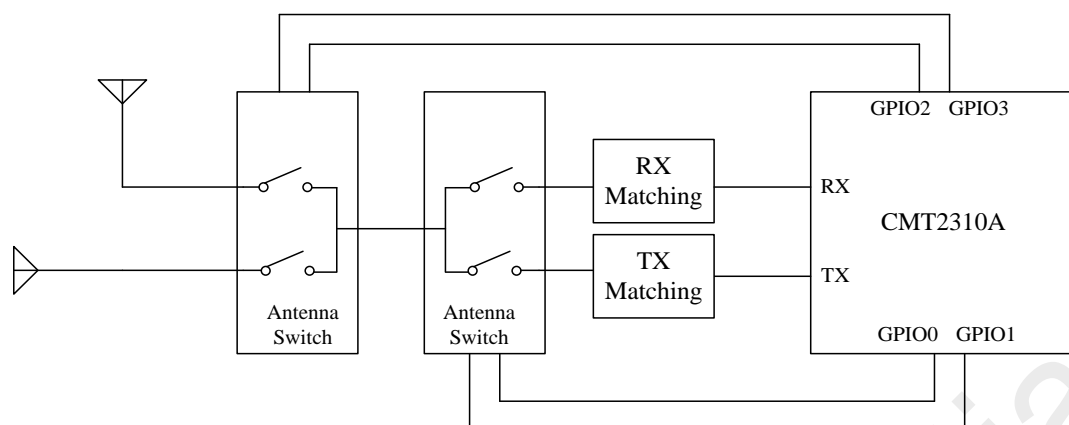 GPIO2 GPIO3
RX
Matching
RX
CMT2310A
TX
Matching
TX
Antenna
Switch
Antenna
Switch
GPIO0 GPIO1